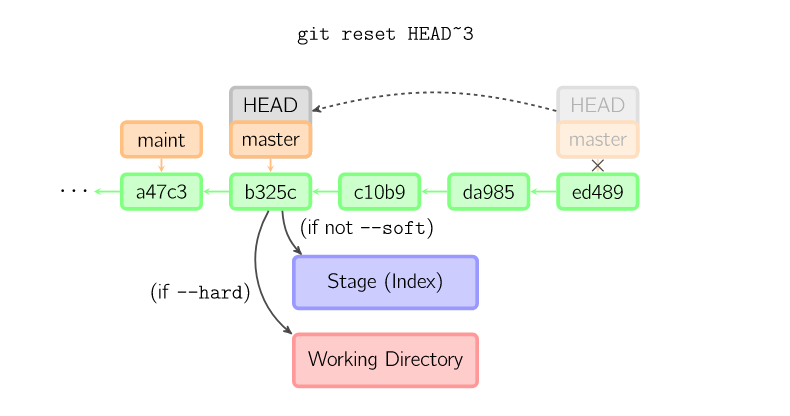 git reset HEAD~3
HEAD
HEAD
maint
master
master
... 
a47c3
b325c
c10b9
da985
ed489
(if not --soft)
Stage (Index)
(if --hard)
Working Directory